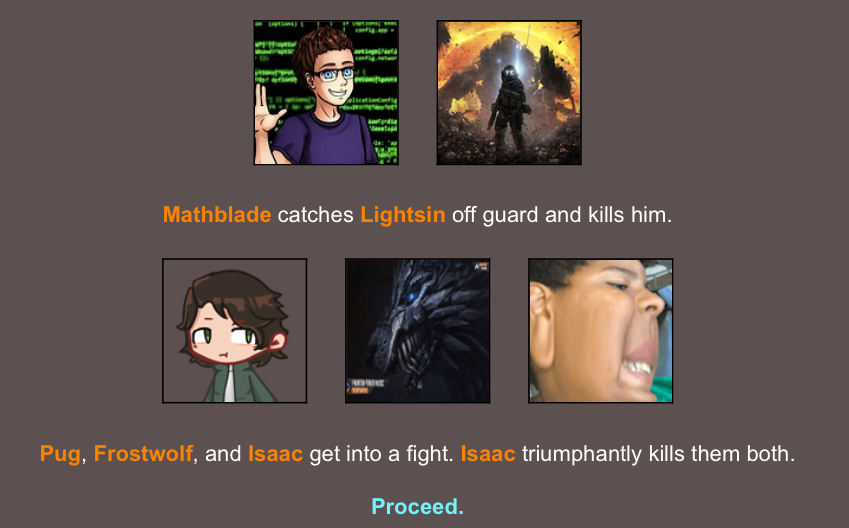 Mathblade catches Lightsin off guard and kills him.
Pug, Frostwolf, and Isaac get into a fight. Isaac triumphantly kills them both.
Proceed.